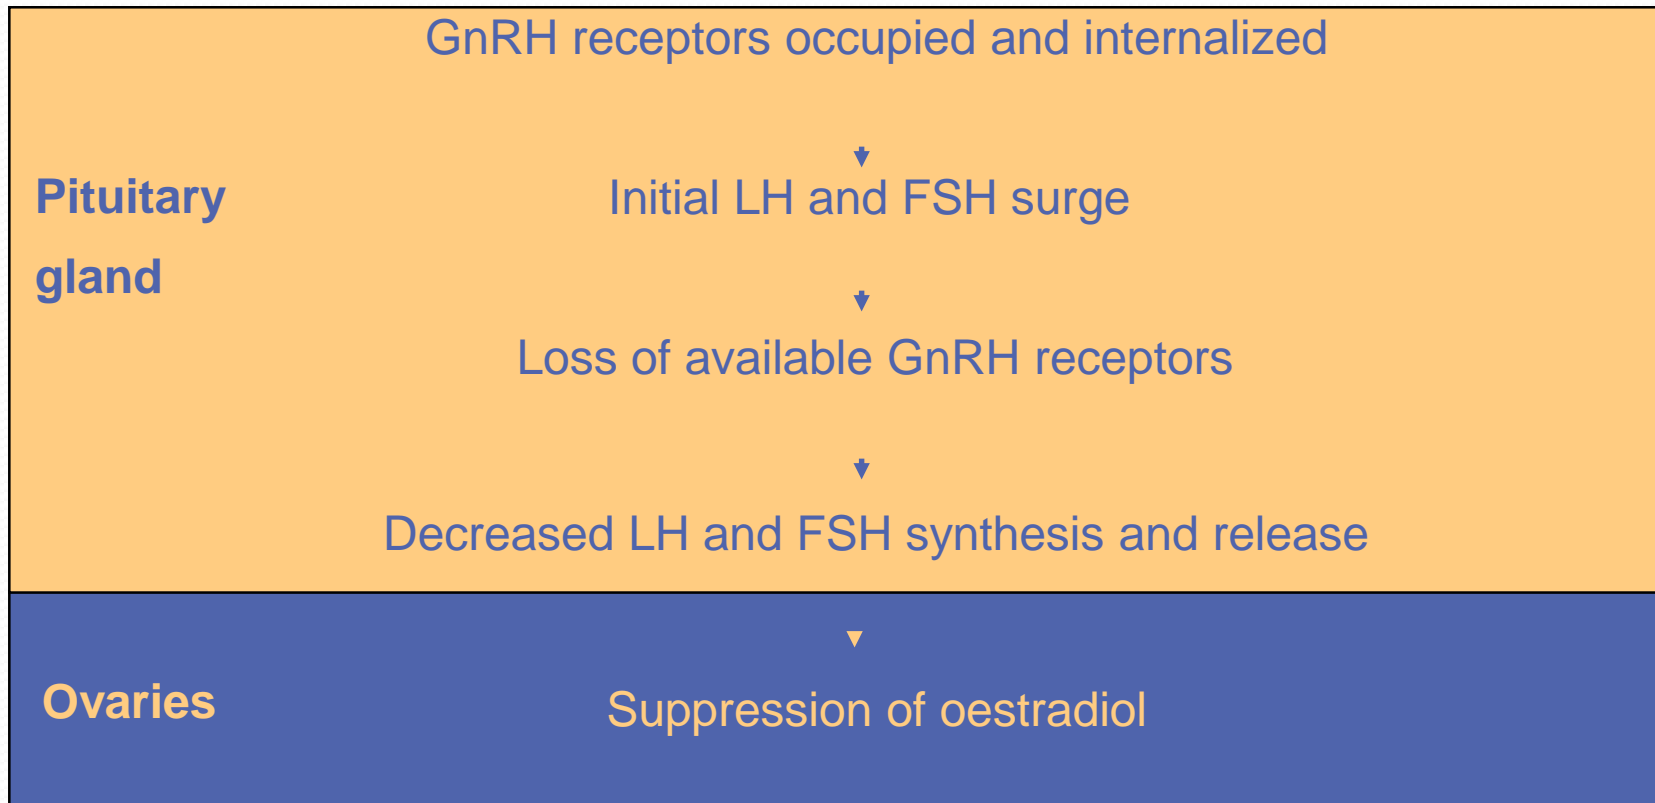 GnRH receptors occupied and internalized
Pituitary
gland
Initial LH and FSH surge
Loss of available GnRH receptors
Decreased LH and FSH synthesis and release
Ovaries
Suppression of oestradiol